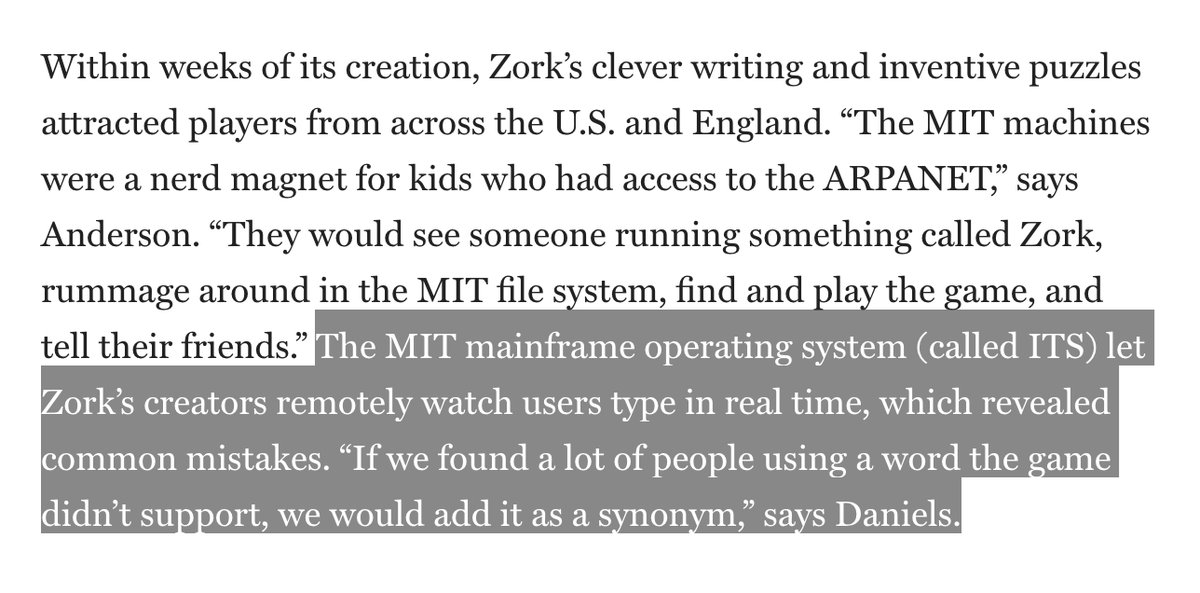 Within weeks of its creation, Zork’s clever writing and inventive puzzles
attracted players from across the U.S. and England. “The MIT machines
were a nerd magnet for kids who had access to the ARPANET,” says
Anderson. “They would see someone running something called Zork,
rummage around in the MIT file system, find and play the game, and
tell their friends.” The MIT mainframe operating system (called ITS) let
Zork’s creators remotely watch users type in real time, which revealed
common mistakes. “If we found a lot of people using a word the game
didn’t support, we would add it as a synonym,” says Daniels.